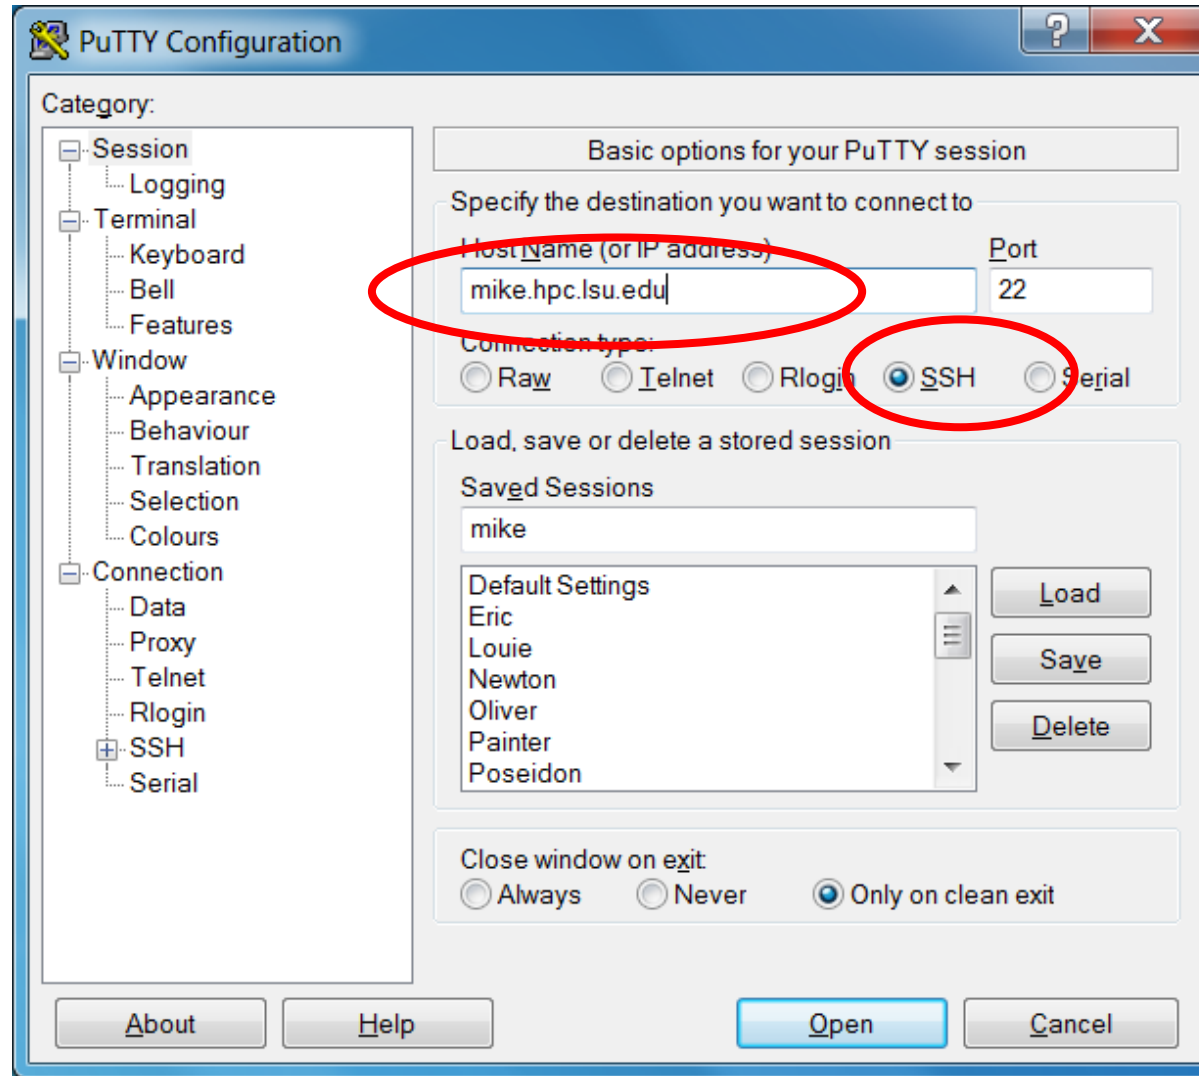 PuTTY Configuration
Category:
Session
Logging
Terminal
Keyboard
Bell
Features
Window
Appearance
Behaviour
Translation
Selection
Colours
Connection
Data
Proxy
Telnet
Rlogin
SSH
Serial
Basic options for your PuTTY session
Specify the destination you want to connect to
Host Name (or IP address) Port
mike.hpc.lsu.edu 22
Connection type:
Raw Telnet Rlogin SSH Serial
Load, save or delete a stored session
Saved Sessions
mike
Default Settings
Eric
Louie
Newton
Oliver
Painter
Poseidon
Load
Save
Delete
Close window on exit:
Always Never Only on clean exit
About Help Open Cancel